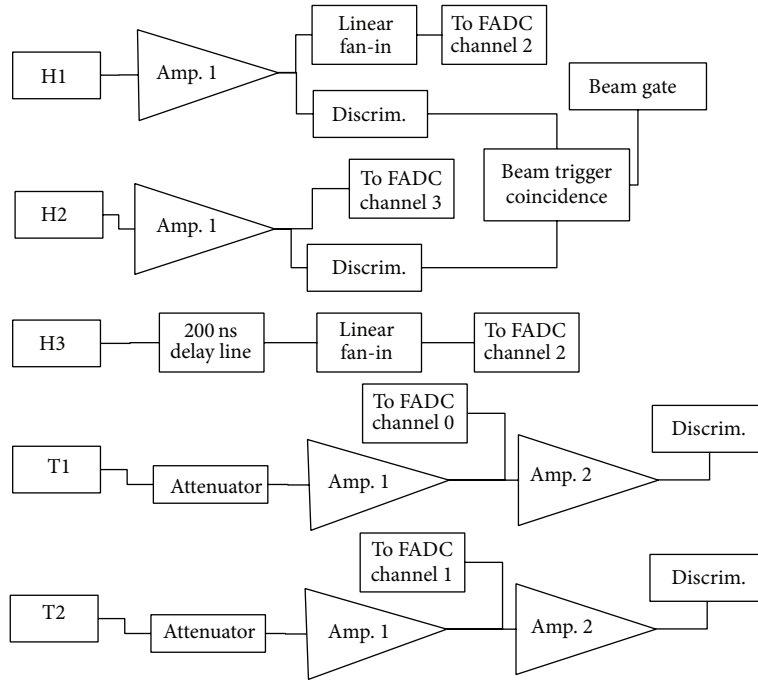 H1
Amp. 1
Linear
fan-in
To FADC
channel 2
Discrim.
Beam gate
Beam trigger
coincidence
H2
Amp. 1
To FADC
channel 3
Discrim.
H3
200 ns
delay line
Linear
fan-in
To FADC
channel 2
T1
Attenuator
Amp. 1
To FADC
channel 0
Amp. 2
Discrim.
T2
Attenuator
Amp. 1
To FADC
channel 1
Amp. 2
Discrim.